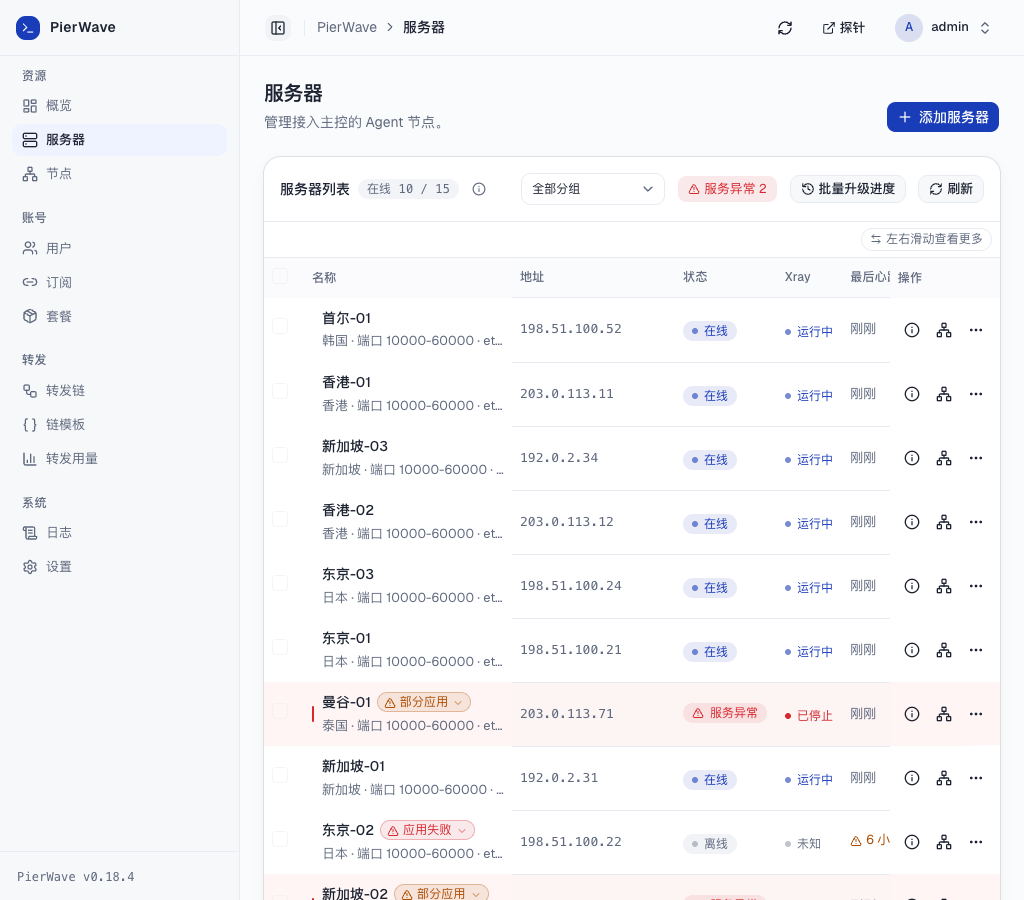 PierWave
PierWave > 服务器
探针
A admin
资源
概览
服务器
节点
账号
用户
订阅
套餐
转发
转发链
链模板
转发用量
系统
日志
设置
PierWave v0.18.4
服务器
管理接入主控的 Agent 节点。
添加服务器
服务器列表 在线 10 / 15 全部分组 服务异常 2 批量升级进度 刷新
左右滑动查看更多
名称 地址 状态 Xray 最后心 操作
首尔-01
韩国 · 端口 10000-60000 · et… 198.51.100.52 在线 运行中 刚刚
香港-01
香港 · 端口 10000-60000 · et… 203.0.113.11 在线 运行中 刚刚
新加坡-03
新加坡 · 端口 10000-60000 · … 192.0.2.34 在线 运行中 刚刚
香港-02
香港 · 端口 10000-60000 · et… 203.0.113.12 在线 运行中 刚刚
东京-03
日本 · 端口 10000-60000 · et… 198.51.100.24 在线 运行中 刚刚
东京-01
日本 · 端口 10000-60000 · et… 198.51.100.21 在线 运行中 刚刚
曼谷-01 部分应用
泰国 · 端口 10000-60000 · et… 203.0.113.71 服务异常 已停止 刚刚
新加坡-01
新加坡 · 端口 10000-60000 · … 192.0.2.31 在线 运行中 刚刚
东京-02 应用失败
日本 · 端口 10000-60000 · et… 198.51.100.22 离线 未知 6 小
新加坡-02 部分应用